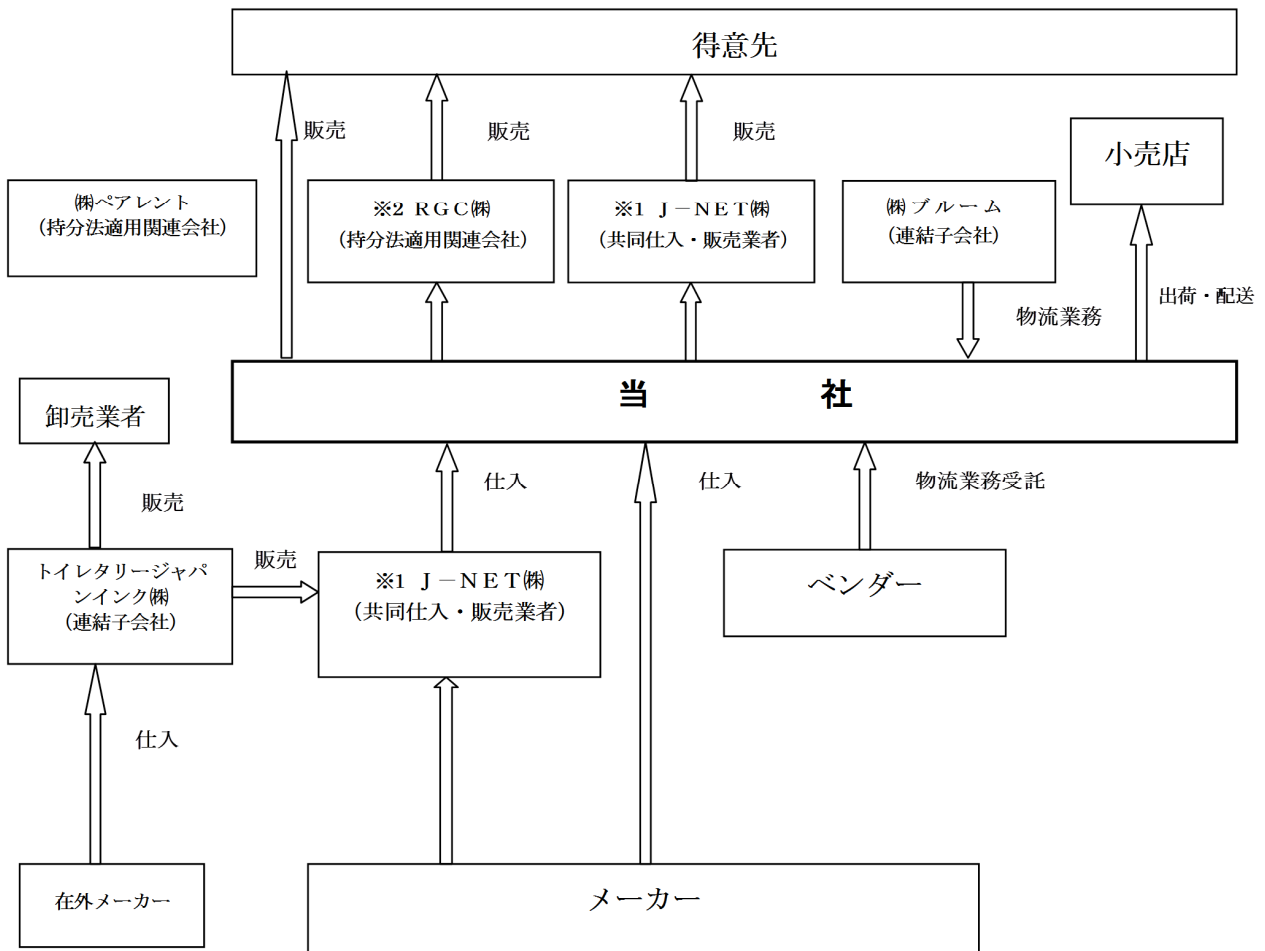 得意先
販売
販売
販売
小売店
㈱ペアレント
(持分法適用関連会社)
※2 RGC㈱
(持分法適用関連会社)
※1 J-NET㈱
(共同仕入・販売業者)
㈱ブルーム
(連結子会社)
物流業務
出荷・配送
当 社
卸売業者
販売
仕入
仕入
物流業務受託
トイレタリージャパ
ンインク㈱
(連結子会社)
販売
※1 J-NET㈱
(共同仕入・販売業者)
ベンダー
仕入
在外メーカー
メーカー